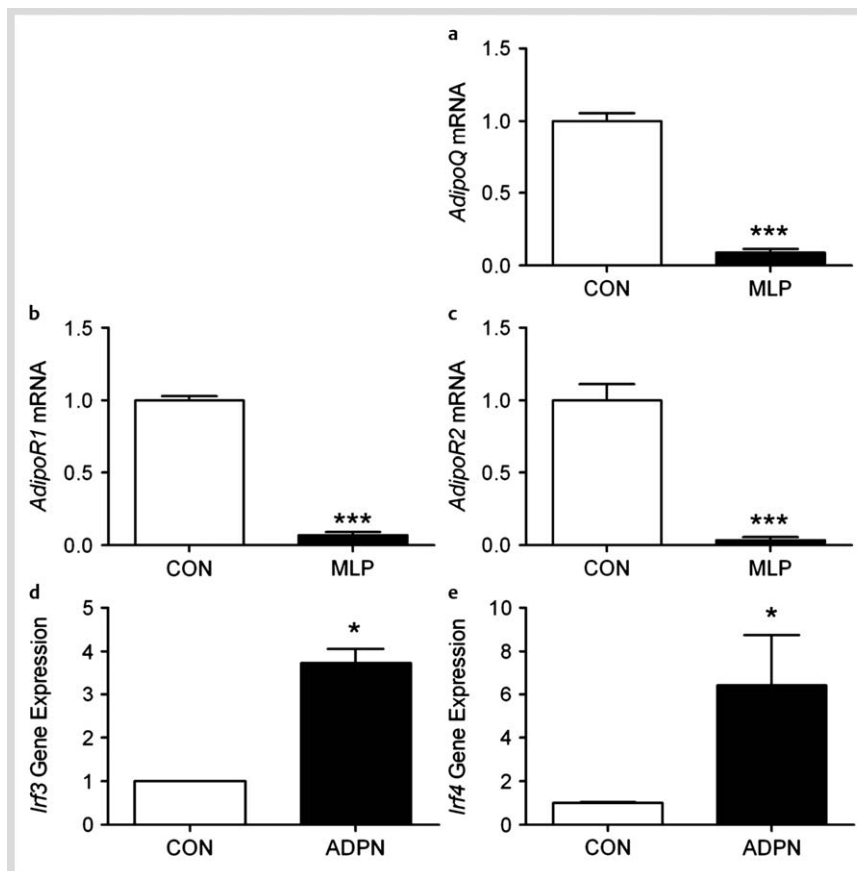 a
AdipoQ mRNA
1.5
1.0
0.5
0.0
***
CON MLP
b
AdipoR1 mRNA
1.5
1.0
0.5
0.0
***
CON MLP
c
AdipoR2 mRNA
1.5
1.0
0.5
0.0
***
CON MLP
d
Irf3 Gene Expression
5
4
3
2
1
0
*
CON ADPN
e
Irf4 Gene Expression
10
8
6
4
2
0
*
CON ADPN